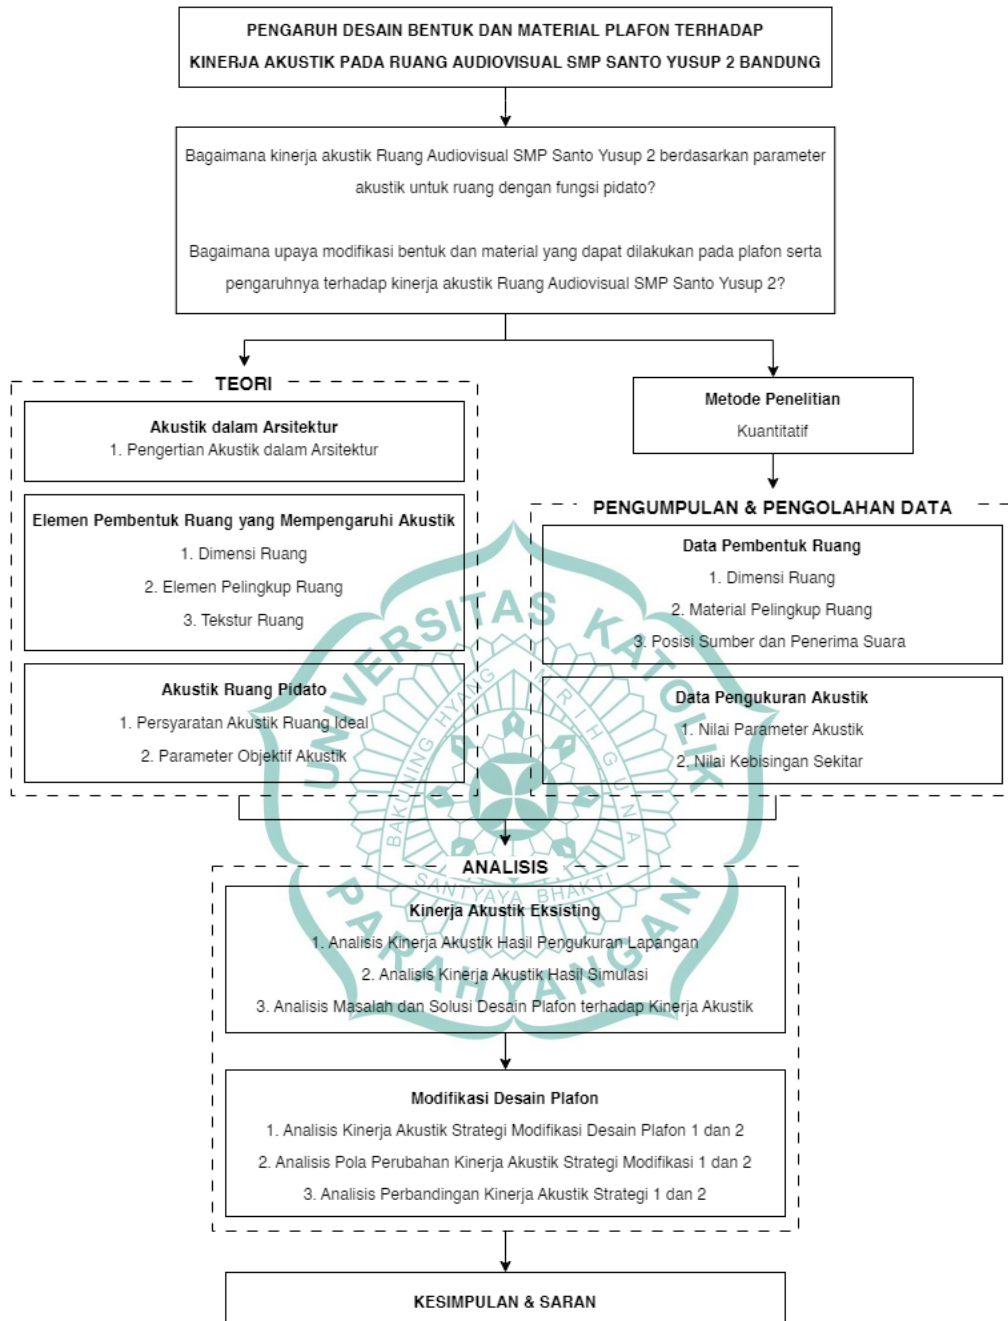 PENGARUH DESAIN BENTUK DAN MATERIAL PLAFON TERHADAP
KINERJA AKUSTIK PADA RUANG AUDIOVISUAL SMP SANTO YUSUP 2 BANDUNG
Bagaimana kinerja akustik Ruang Audiovisual SMP Santo Yusup 2 berdasarkan parameter
akustik untuk ruang dengan fungsi pidato?
Bagaimana upaya modifikasi bentuk dan material yang dapat dilakukan pada plafon serta
pengaruhnya terhadap kinerja akustik Ruang Audiovisual SMP Santo Yusup 2?
TEORI
Akustik dalam Arsitektur
1. Pengertian Akustik dalam Arsitektur
Elemen Pembentuk Ruang yang Mempengaruhi Akustik
1. Dimensi Ruang
2. Elemen Pelingkup Ruang
3. Tekstur Ruang
Akustik Ruang Pidato
1. Persyaratan Akustik Ruang Ideal
2. Parameter Objektif Akustik
Metode Penelitian
Kuantitatif
PENGUMPULAN & PENGOLAHAN DATA
Data Pembentuk Ruang
1. Dimensi Ruang
2. Material Pelingkup Ruang
3. Posisi Sumber dan Penerima Suara
Data Pengukuran Akustik
1. Nilai Parameter Akustik
2. Nilai Kebisingan Sekitar
ANALISIS
Kinerja Akustik Eksisting
1. Analisis Kinerja Akustik Hasil Pengukuran Lapangan
2. Analisis Kinerja Akustik Hasil Simulasi
3. Analisis Masalah dan Solusi Desain Plafon terhadap Kinerja Akustik
Modifikasi Desain Plafon
1. Analisis Kinerja Akustik Strategi Modifikasi Desain Plafon 1 dan 2
2. Analisis Pola Perubahan Kinerja Akustik Strategi Modifikasi 1 dan 2
3. Analisis Perbandingan Kinerja Akustik Strategi 1 dan 2
KESIMPULAN & SARAN
UNIVERSITAS KATOLIK
PARAHYANGAN
BAKUNING HYANG MRIHGUNA
SANTYAYA BHAKTI